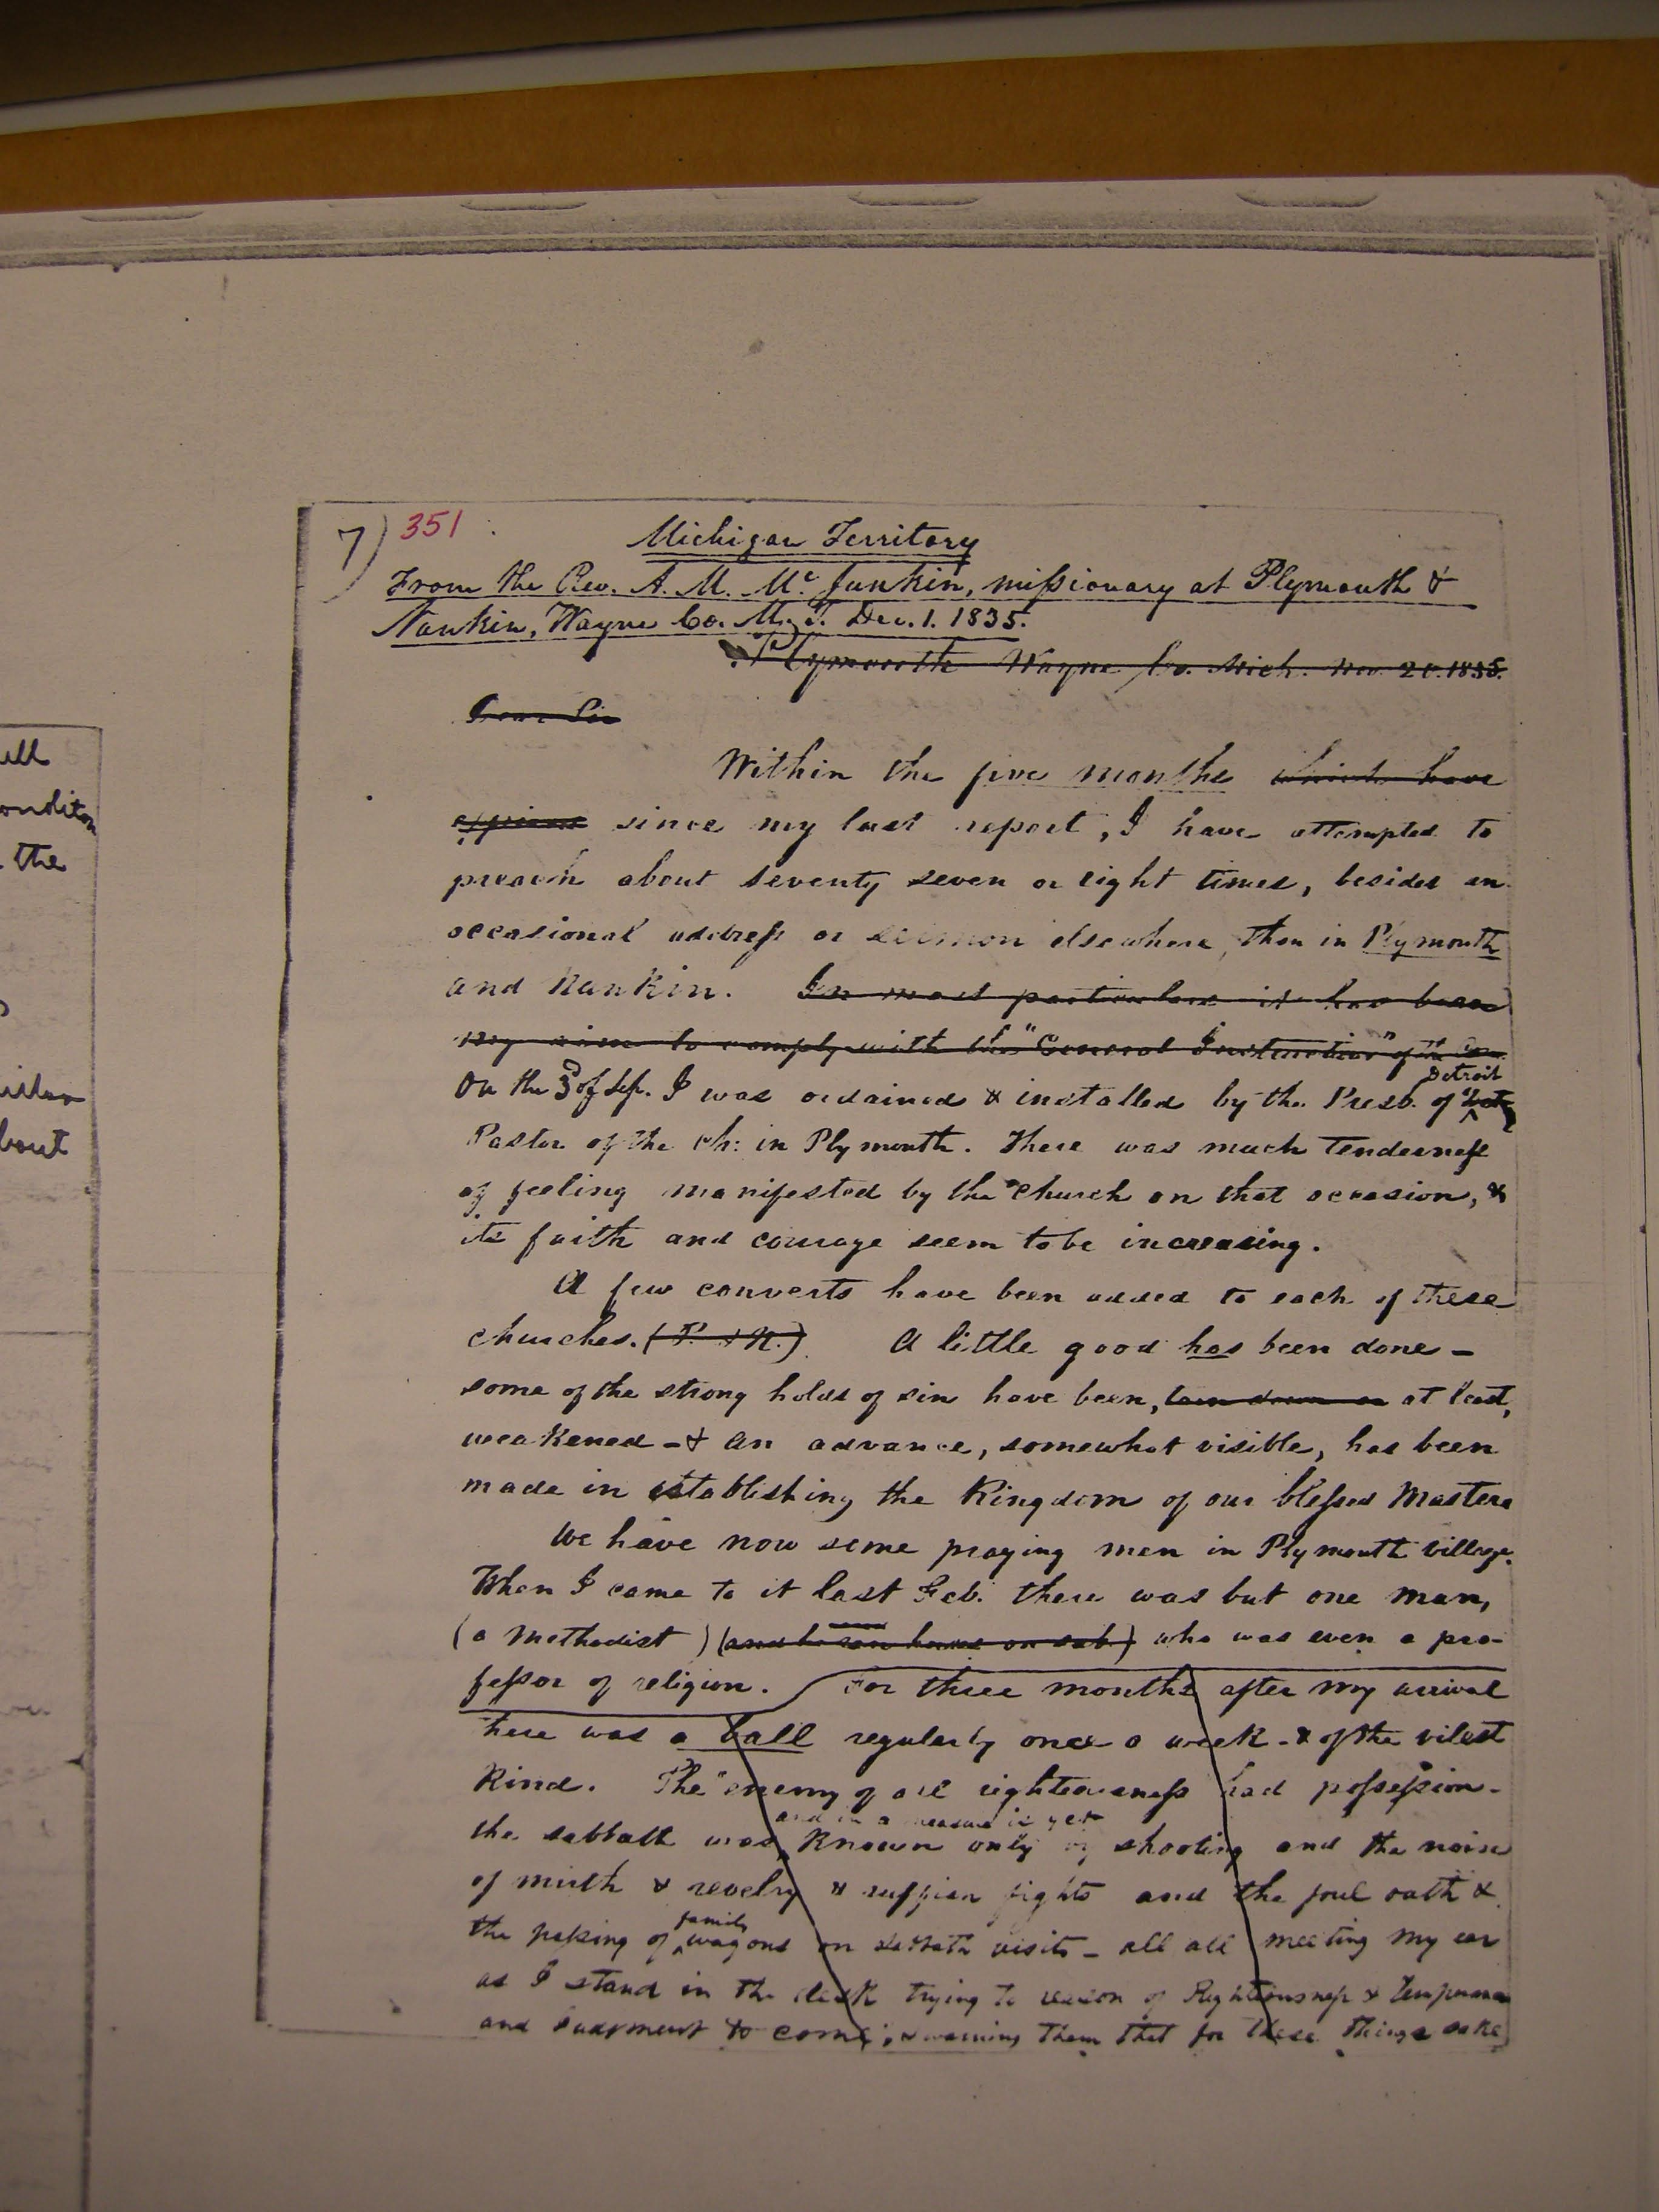 7) 351
Michigan Territory
From the Rev. A. M. Mc. Junkin, missionary at Plymouth &
Nankin, Wayne Co. M. T. Dec. 1. 1835.
Plymouth Wayne Co. Mich. Nov. 20. 1835.
Dear Sir
Within the five months which have
expired since my last report, I have attempted to
preach about seventy seven or eight times, besides an
occasional address or sermon elsewhere, than in Plymouth
and Nankin. In most particulars it has been
my aim to comply with the "General Instructions" of the Com.
Detroit
On the 3d of Sep. I was ordained & installed by the Presb. of
Pastor of the ch: in Plymouth. There was much tenderness
of feeling manifested by the church on that occasion, &
its faith and courage seem to be increasing.
A few converts have been added to each of these
churches. (P. & N.) A little good has been done –
some of the strong holds of sin have been, torn down or at least,
weakened – & an advance, somewhat visible, has been
made in establishing the Kingdom of our blessed Master
We have now some praying men in Plymouth village.
When I came to it last Feb. there was but one man,
(a Methodist) (and on sab.) who was even a pro-
fessor of religion. For three months after my arrival
there was a ball regularly once a week – & of the vilest
kind. The enemy of all righteousness had possession –
and in a measure is yet
the sabbath was known only by shooting and the noise
of mirth & revelry & ruffian fights and the foul oath &
family
the passing of wagons on sabbath visits – all all meeting my ear
as I stand in the desk trying to reason of Righteousness & temperance
and judgment to come; & warning them that for these things sake
ell
condition
the
bout